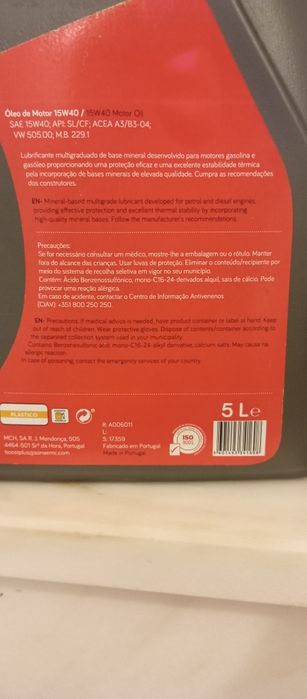 Óleo de Motor 15W40 / 15W40 Motor Oil
SAE 15W40; API: SL/CF; ACEA A3/B3-04;
VW 505.00; M.B. 229.1
Lubrificante multigraduado de base mineral desenvolvido para motores gasolina e
gasóleo proporcionando uma proteção eficaz e uma excelente estabilidade térmica
pela incorporação de bases minerais de elevada qualidade. Cumpra as recomendações
dos construtores.
EN- Mineral-based multigrade lubricant developed for petrol and diesel engines,
providing effective protection and excellent thermal stability by incorporating
high-quality mineral bases. Follow the manufacturer's recommendations.
Precauções:
Se for necessário consultar um médico, mostre-lhe a embalagem ou o rótulo. Manter
fora do alcance das crianças. Usar luvas de proteção. Eliminar o conteúdo/recipiente por
meio do sistema de recolha seletiva em vigor no seu município.
Contém: Ácido Benzenossulfónico, mono-C16-24-derivados alquil, sais de cálcio. Pode
provocar uma reação alérgica.
Em caso de acidente, contactar o Centro de Informação Antivenenos
(CIAV): +351 800 250 250.
EN- Precautions: If medical advice is needed, have product container or label at hand. Keep
out of reach of children. Wear protective gloves. Dispose of contents/container according to
the separated collection system used in your municipality.
Contains: Benzenosulfonic acid, mono-C16-24-alkyl derivative, calcium salts. May cause na
allergic reaction.
In case of poisoning, contact the emergency services of your country.
PLÁSTICO
5 L e
MCH, SA R. J. Mendonça, 505
4464-501 Srª da Hora, Portugal
boostplus@sonaemc.com
R: A006011
L:
S: 17359
Fabricado em Portugal
Made in Portugal
ISO
9001